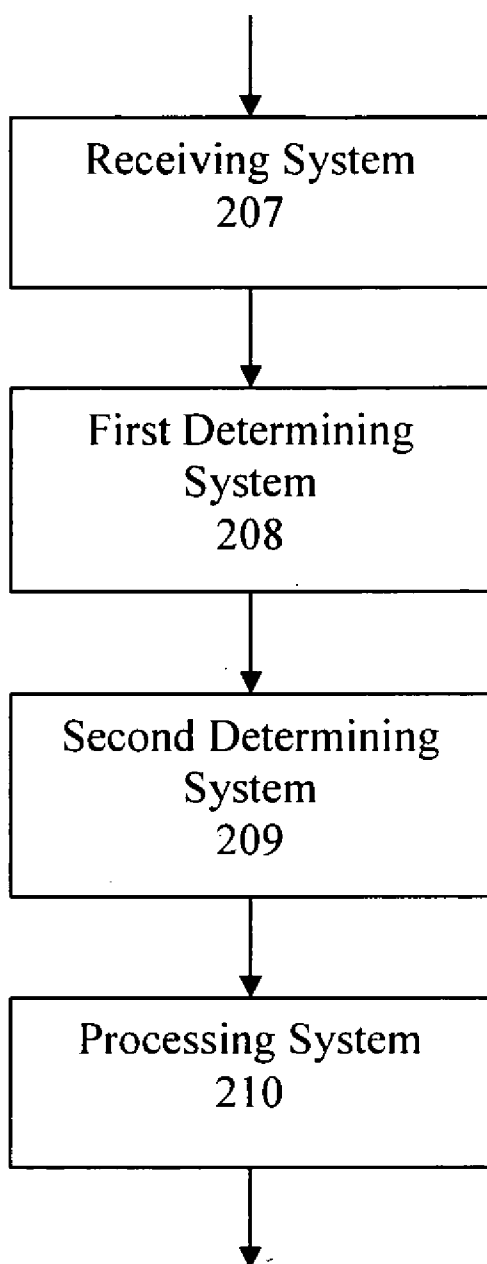 Receiving System
207
First Determining
System
208
Second Determining
System
209
Processing System
210